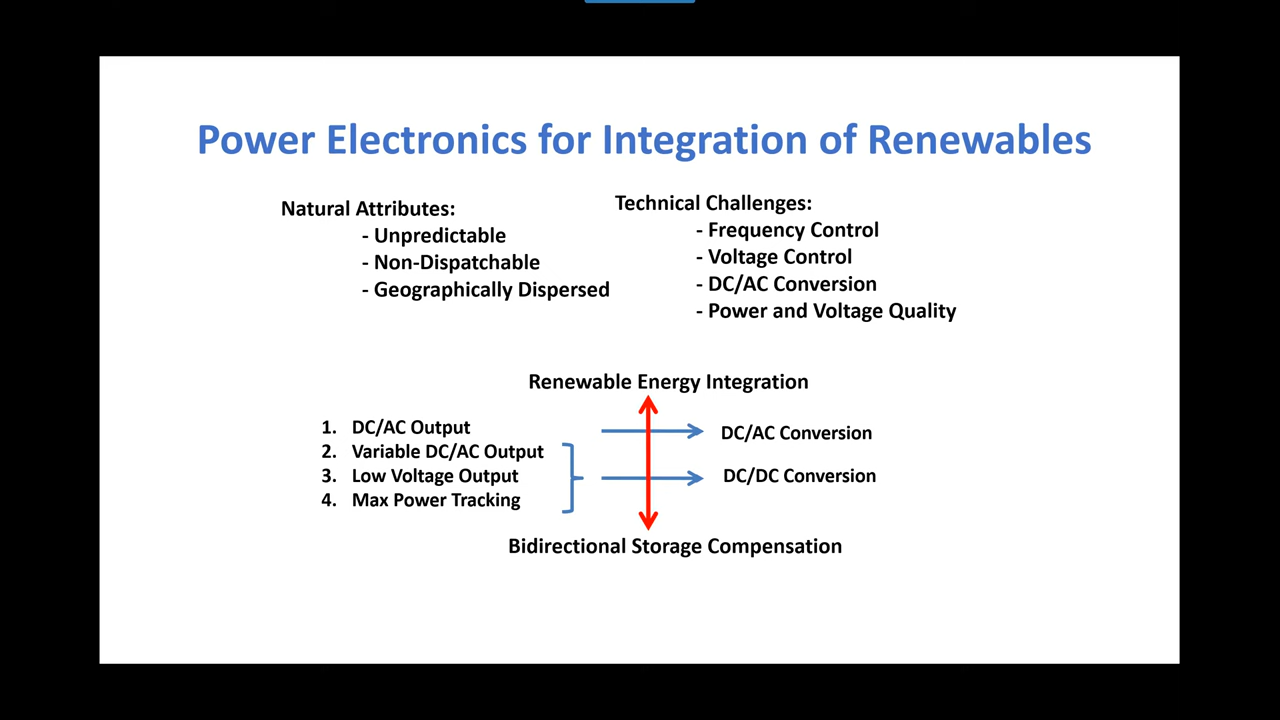 Power Electronics for Integration of Renewables
Natural Attributes:
- Unpredictable
- Non-Dispatchable
- Geographically Dispersed
Technical Challenges:
- Frequency Control
- Voltage Control
- DC/AC Conversion
- Power and Voltage Quality
Renewable Energy Integration
1. DC/AC Output
2. Variable DC/AC Output
3. Low Voltage Output
4. Max Power Tracking
DC/AC Conversion
DC/DC Conversion
Bidirectional Storage Compensation